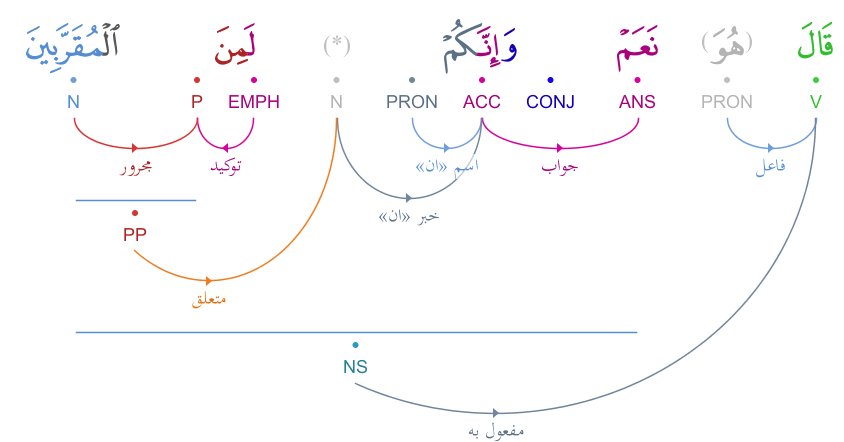 قَالَ (هُوَ) نَعَمْ وَإِنَّكُمْ (*) لَمِنَ ٱلْمُقَرَّبِينَ
V PRON ANS CONJ ACC PRON N EMPH P N
فاعل جواب اسم «ان» توكيد مجرور
خبر «ان»
PP
متعلق
NS
مفعول به